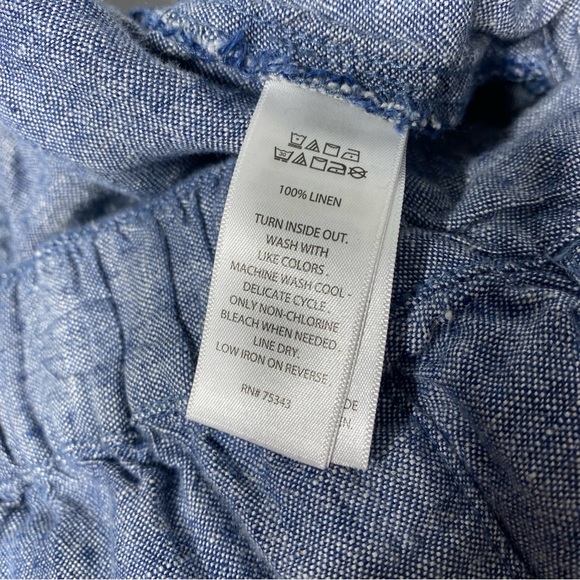 100% LINEN
TURN INSIDE OUT.
WASH WITH
LIKE COLORS.
MACHINE WASH COOL -
DELICATE CYCLE.
ONLY NON-CHLORINE
BLEACH WHEN NEEDED.
LINE DRY.
LOW IRON ON REVERSE.
RN# 75343
DE
N.